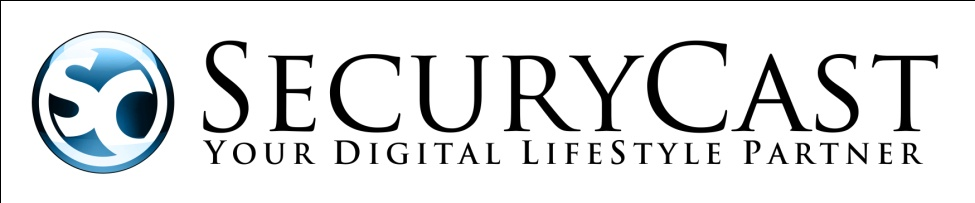 SC
SECURYCAST
YOUR DIGITAL LIFESTYLE PARTNER